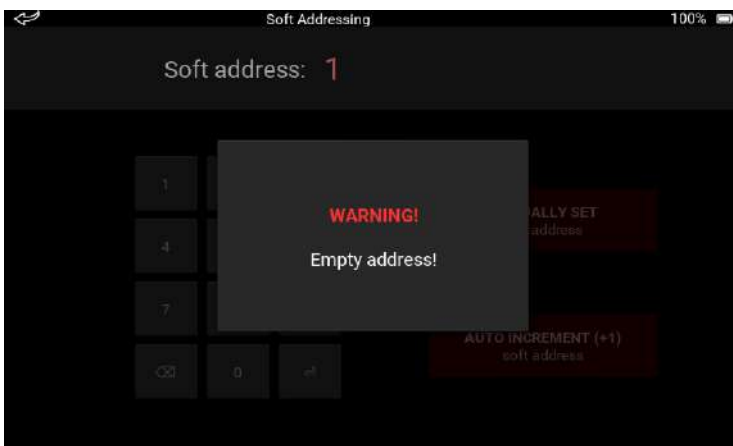 Soft Addressing
100%
Soft address: 1
1
WARNING!
ALLY SET
address
4
Empty address!
7
AUTO INCREMENT (+1)
soft address
0